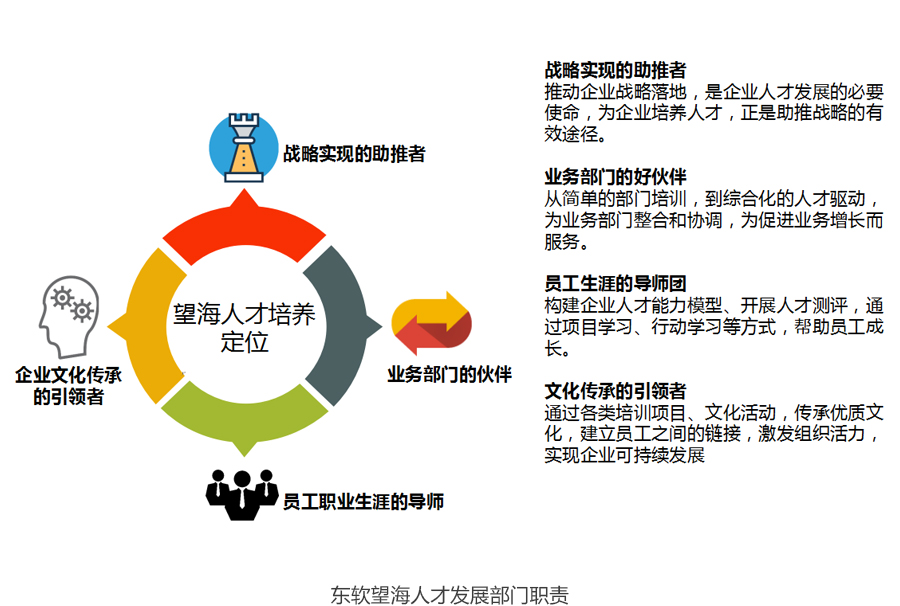 战略实现的助推者
望海人才培养
定位
企业文化传承
的引领者
业务部门的伙伴
员工职业生涯的导师
战略实现的助推者
推动企业战略落地，是企业人才发展的必要
使命，为企业培养人才，正是助推战略的有
效途径。
业务部门的好伙伴
从简单的部门培训，到综合化的人才驱动，
为业务部门整合和协调，为促进业务增长而
服务。
员工生涯的导师团
构建企业人才能力模型、开展人才测评，通
过项目学习、行动学习等方式，帮助员工成
长。
文化传承的引领者
通过各类培训项目、文化活动，传承优质文
化，建立员工之间的链接，激发组织活力，
实现企业可持续发展
东软望海人才发展部门职责